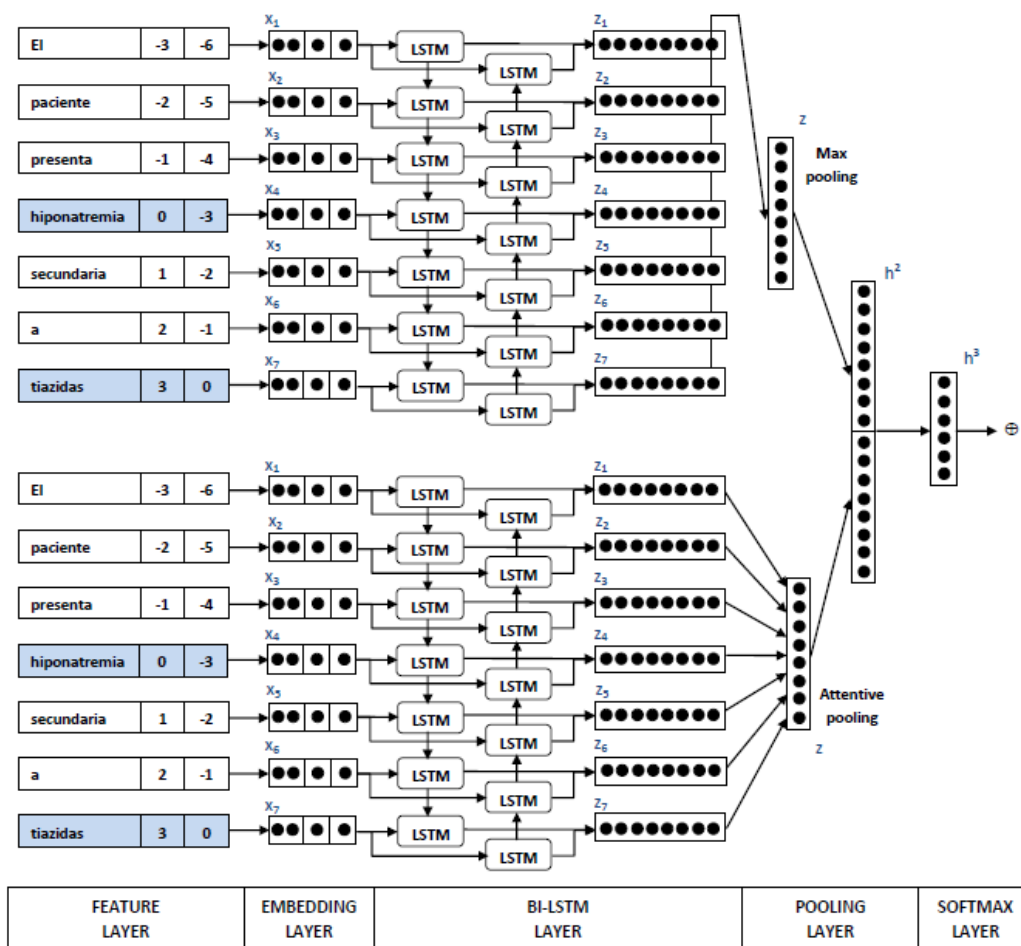 x1 z1
El -3 -6 LSTM
LSTM
x2 z2
paciente -2 -5 LSTM
LSTM
x3 z3 z
presenta -1 -4 LSTM Max
LSTM pooling
x4 z4
hiponatremia 0 -3 LSTM
LSTM
x5 z5
secundaria 1 -2 LSTM h2
LSTM
x6 z6
a 2 -1 LSTM
LSTM
x7 z7 h3
tiazidas 3 0 LSTM
LSTM
⊕
x1 z1
El -3 -6 LSTM
LSTM
x2 z2
paciente -2 -5 LSTM
LSTM
x3 z3
presenta -1 -4 LSTM
LSTM
x4 z4
hiponatremia 0 -3 LSTM
LSTM
x5 z5
secundaria 1 -2 LSTM Attentive
LSTM pooling
x6 z6 z
a 2 -1 LSTM
LSTM
x7 z7
tiazidas 3 0 LSTM
LSTM
FEATURE EMBEDDING BI-LSTM POOLING SOFTMAX
LAYER LAYER LAYER LAYER LAYER